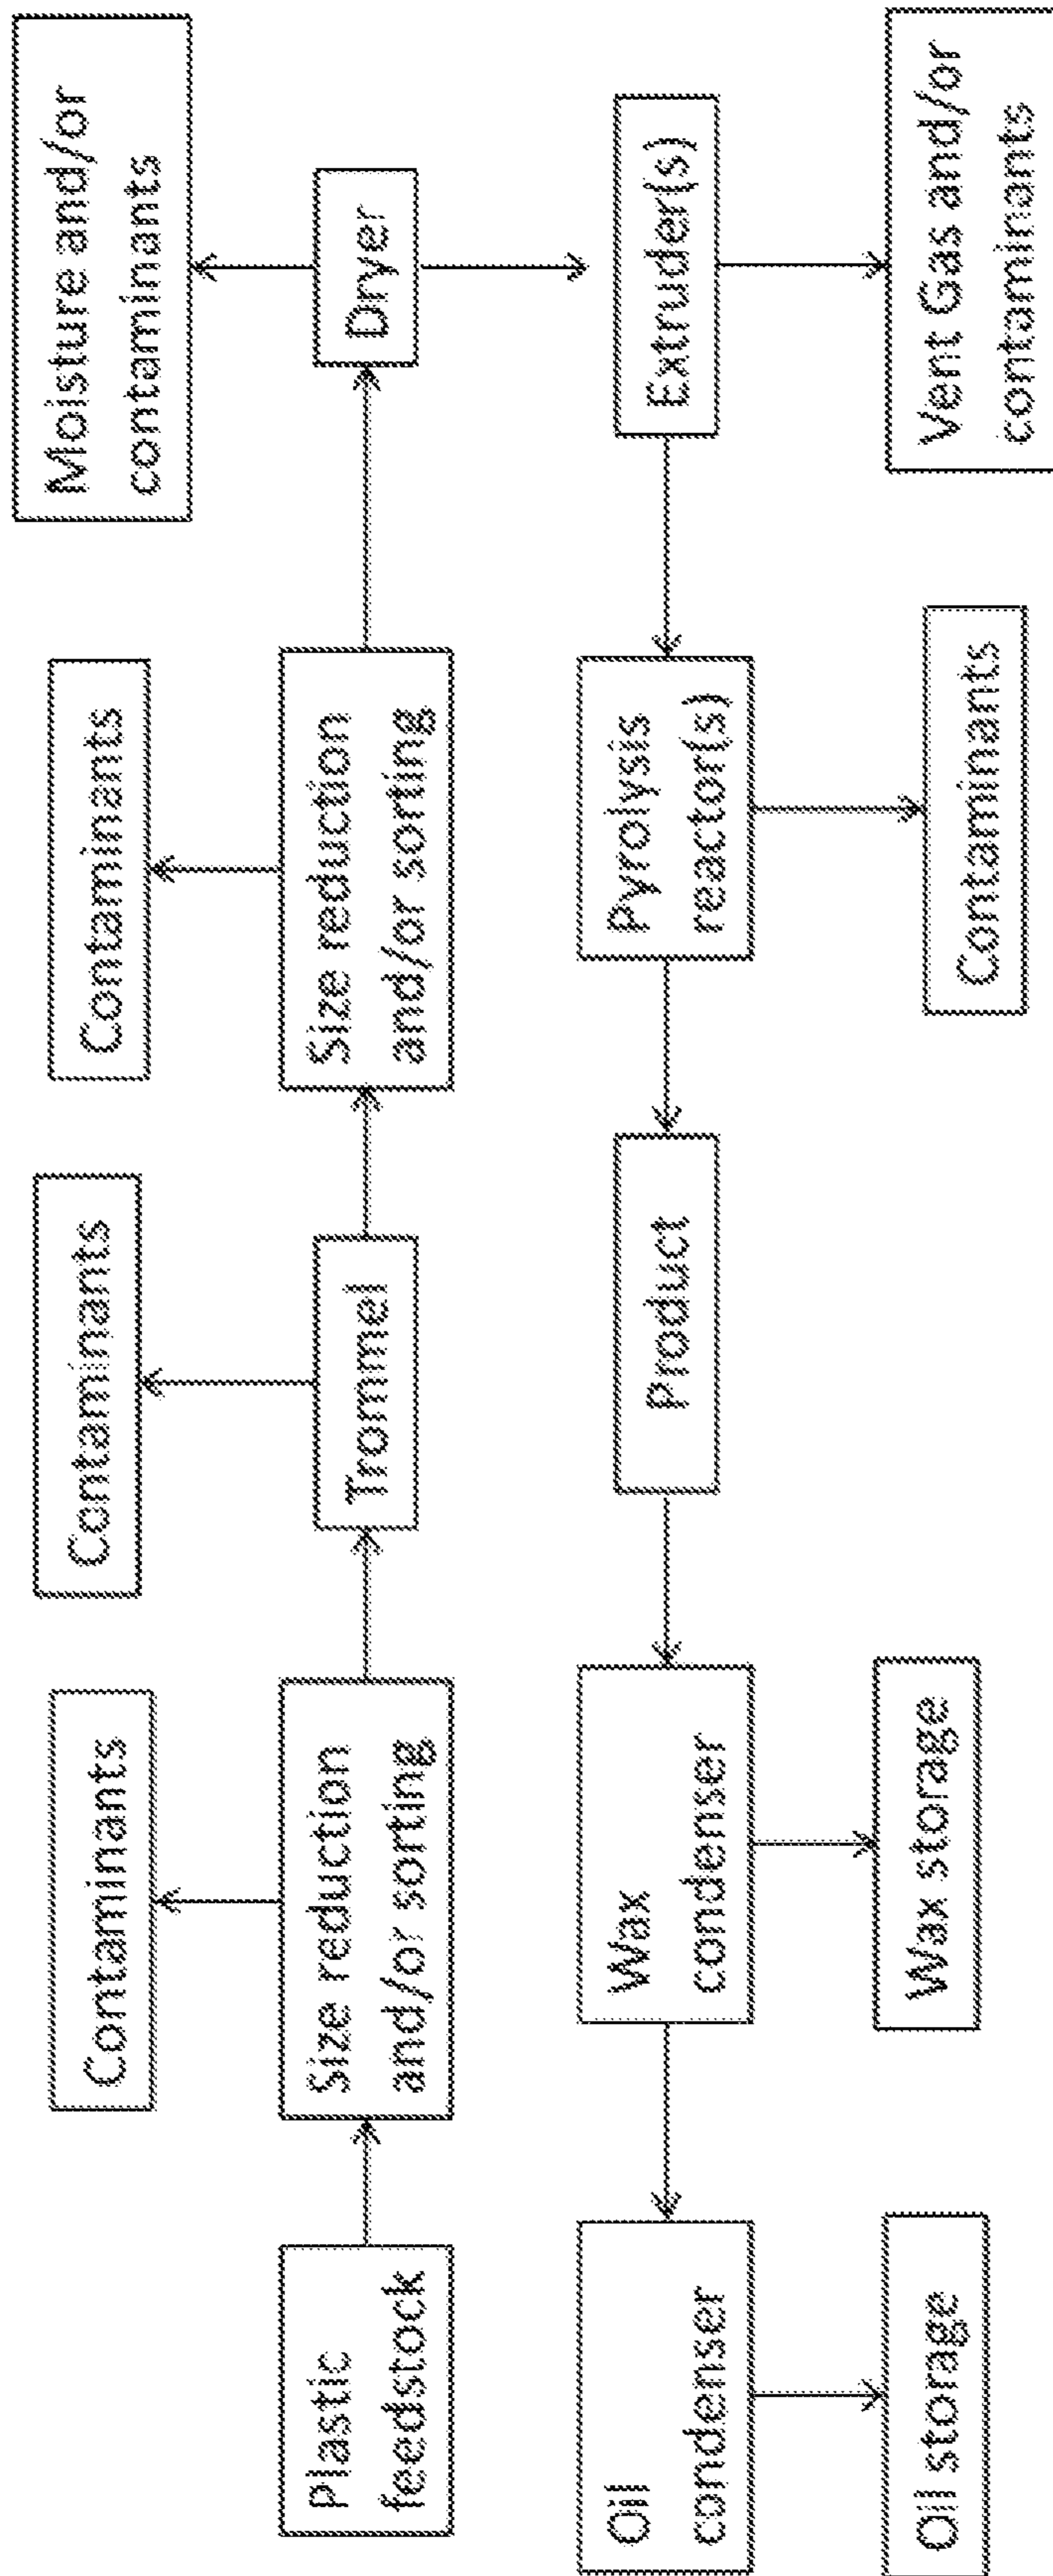 Contaminants
Contaminants
Contaminants
Moisture and/or
contaminants
Plastic
feedstock
Size reduction
and/or sorting
Trommel
Size reduction
and/or sorting
Dryer
Oil
condenser
Wax
condenser
Product
Pyrolysis
reactor(s)
Extruder(s)
Oil storage
Wax storage
Contaminants
Vent Gas and/or
contaminants